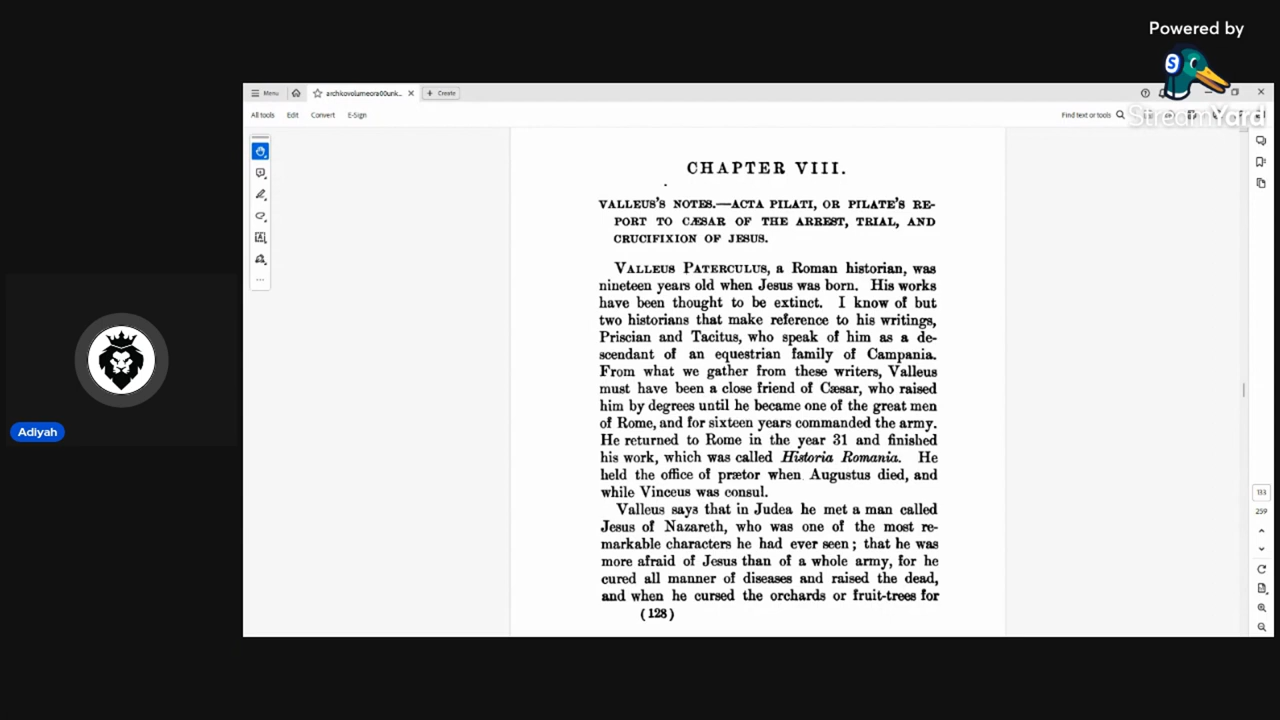 Powered by
StreamYard
Menu
archkovolumeora00unk...
Create
All tools
Edit
Convert
E-Sign
Find text or tools
CHAPTER VIII.
VALLEUS'S NOTES.—ACTA PILATI, OR PILATE'S RE-
PORT TO CÆSAR OF THE ARREST, TRIAL, AND
CRUCIFIXION OF JESUS.
VALLEUS PATERCULUS, a Roman historian, was
nineteen years old when Jesus was born. His works
have been thought to be extinct. I know of but
two historians that make reference to his writings,
Priscian and Tacitus, who speak of him as a de-
scendant of an equestrian family of Campania.
From what we gather from these writers, Valleus
must have been a close friend of Cæsar, who raised
him by degrees until he became one of the great men
of Rome, and for sixteen years commanded the army.
He returned to Rome in the year 31 and finished
his work, which was called Historia Romania. He
held the office of prætor when Augustus died, and
while Vinceus was consul.
Valleus says that in Judea he met a man called
Jesus of Nazareth, who was one of the most re-
markable characters he had ever seen; that he was
more afraid of Jesus than of a whole army, for he
cured all manner of diseases and raised the dead,
and when he cursed the orchards or fruit-trees for
(128)
133
259
Adiyah